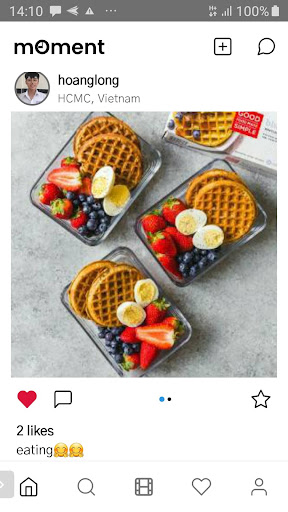 14:10 100%
moment
hoanglong
HCMC, Vietnam
GOOD
SIMPLE
2 likes
eating🤗🤗